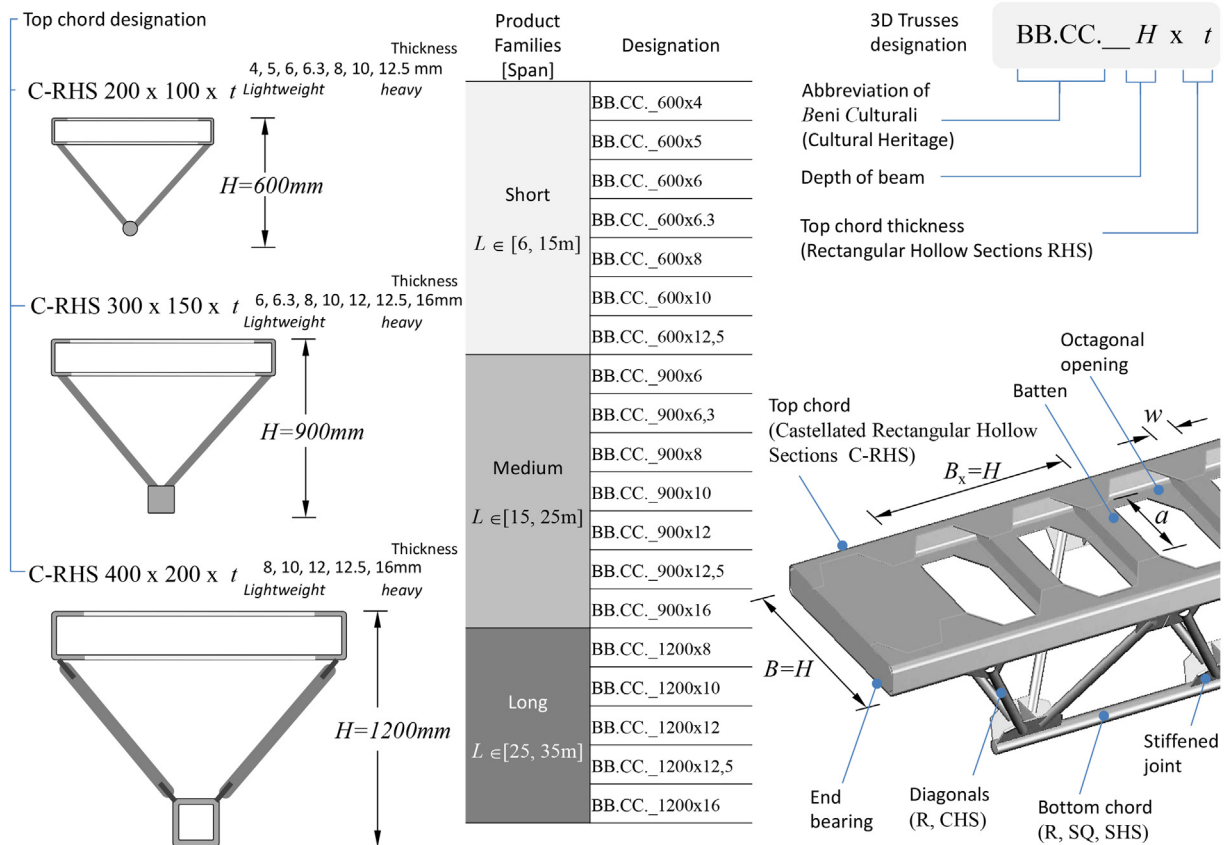 Top chord designation
Thickness
4, 5, 6, 6.3, 8, 10, 12.5 mm
C-RHS 200 x 100 x t
Lightweight heavy
H=600mm
Thickness
C-RHS 300 x 150 x t
6, 6.3, 8, 10, 12, 12.5, 16mm
Lightweight heavy
H=900mm
Thickness
C-RHS 400 x 200 x t
8, 10, 12, 12.5, 16mm
Lightweight heavy
H=1200mm
Product
Families
[Span]
Designation
Short
L ∈ [6, 15m]
BB.CC._600x4
BB.CC._600x5
BB.CC._600x6
BB.CC._600x6.3
BB.CC._600x8
BB.CC._600x10
BB.CC._600x12,5
Medium
L ∈[15, 25m]
BB.CC._900x6
BB.CC._900x6,3
BB.CC._900x8
BB.CC._900x10
BB.CC._900x12
BB.CC._900x12,5
BB.CC._900x16
Long
L ∈[25, 35m]
BB.CC._1200x8
BB.CC._1200x10
BB.CC._1200x12
BB.CC._1200x12,5
BB.CC._1200x16
3D Trusses
designation
BB.CC.__ H x t
Abbreviation of
Beni Culturali
(Cultural Heritage)
Depth of beam
Top chord thickness
(Rectangular Hollow Sections RHS)
Octagonal
opening
Batten
Top chord
(Castellated Rectangular Hollow
Sections C-RHS)
w
Bx=H
a
B=H
End
bearing
Diagonals
(R, CHS)
Bottom chord
(R, SQ, SHS)
Stiffened
joint